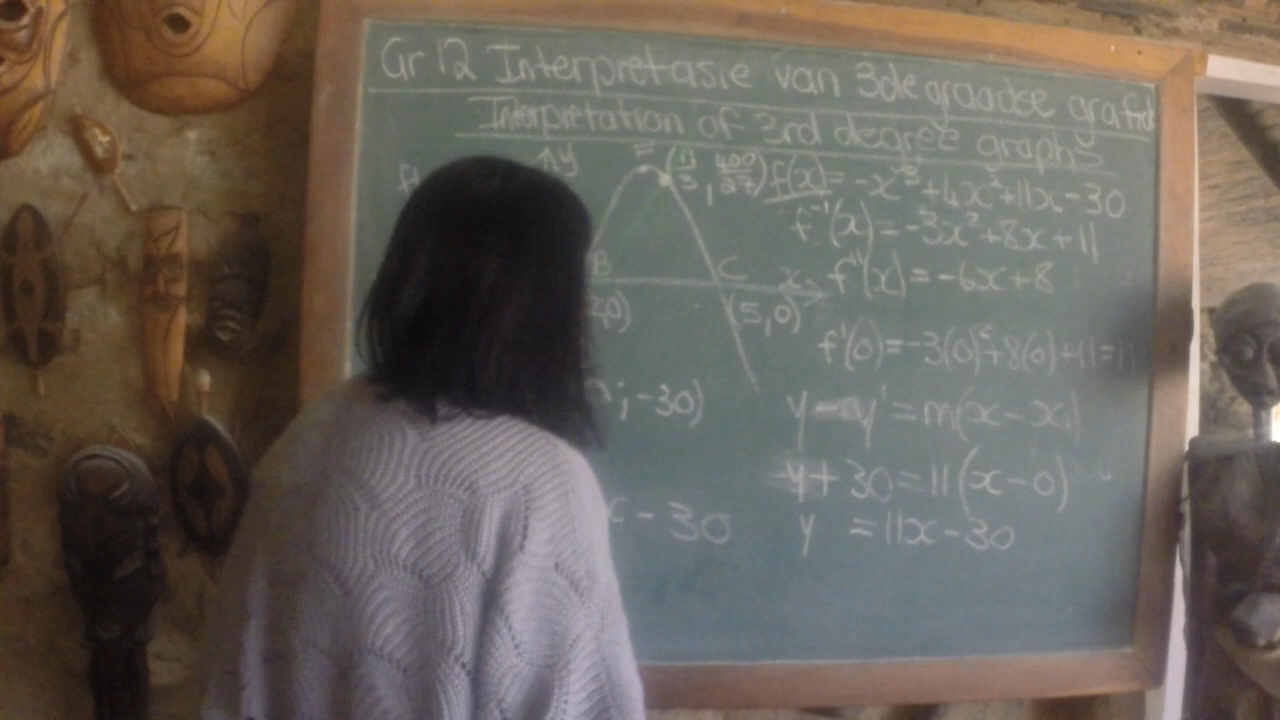 Gr 12 Interpretasie van 3de graadse grafiek
Interpretation of 3rd degree graphs
y
E (11/3, 400/27) f(x) = -x³ + 4x² + 11x - 30
f'(x) = -3x² + 8x + 11
B C x f''(x) = -6x + 8
(5,0)
f'(0) = -3(0)² + 8(0) + 11 = 11
; -30) y - y' = m(x - x₁)
y + 30 = 11(x - 0)
x - 30 y = 11x - 30